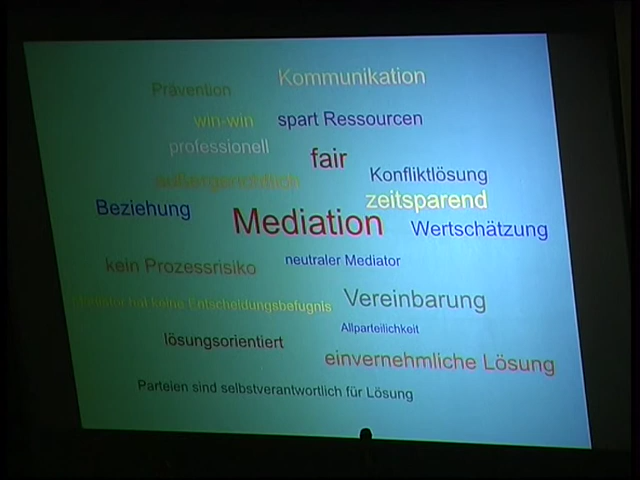 Kommunikation
Prävention
win-win
spart Ressourcen
professionell
fair
Konfliktlösung
außergerichtlich
zeitsparend
Beziehung
Mediation
Wertschätzung
kein Prozessrisiko
neutraler Mediator
Mediator hat keine Entscheidungsbefugnis
Vereinbarung
Allparteilichkeit
lösungsorientiert
einvernehmliche Lösung
Parteien sind selbstverantwortlich für Lösung